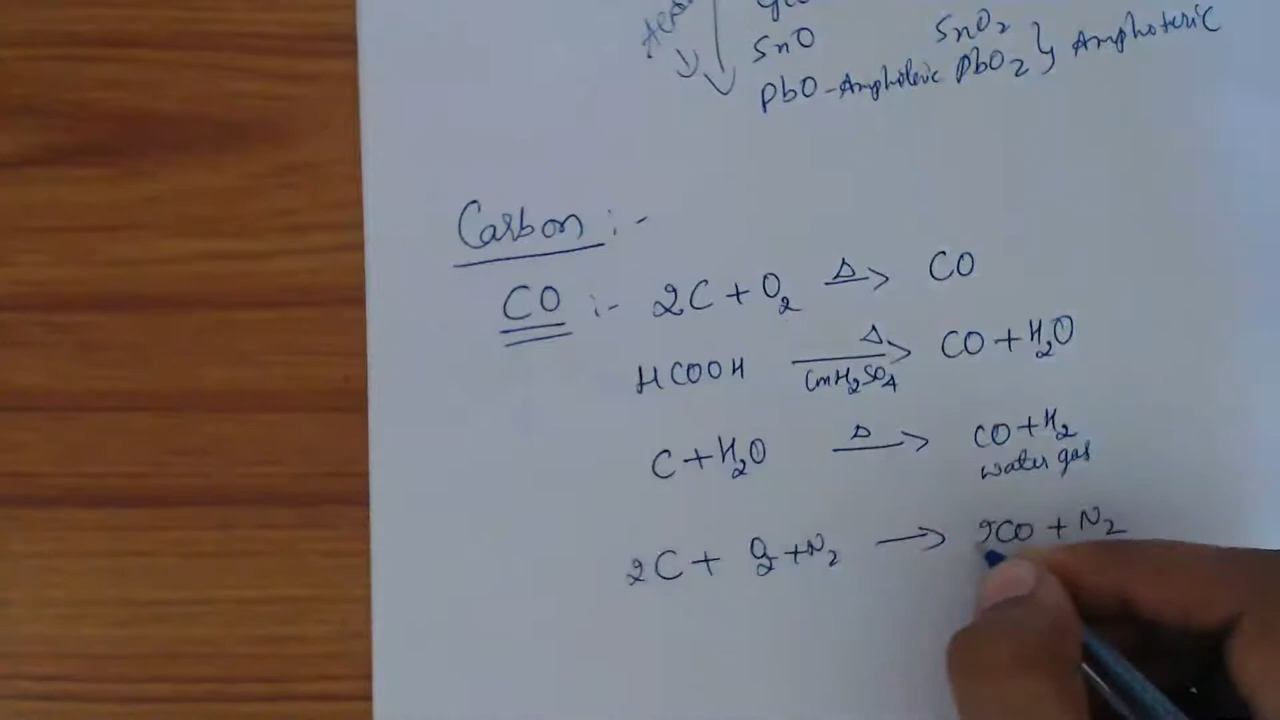 SnO SnO₂
PbO - Amphoteric PbO₂ } Amphoteric
Carbon :-
CO :- 2C + O₂ Δ→ CO
HCOOH Δ→ CO + H₂O
Con H₂SO₄
C + H₂O Δ→ CO + H₂
water gas
2C + O₂ + N₂ → 2CO + N₂